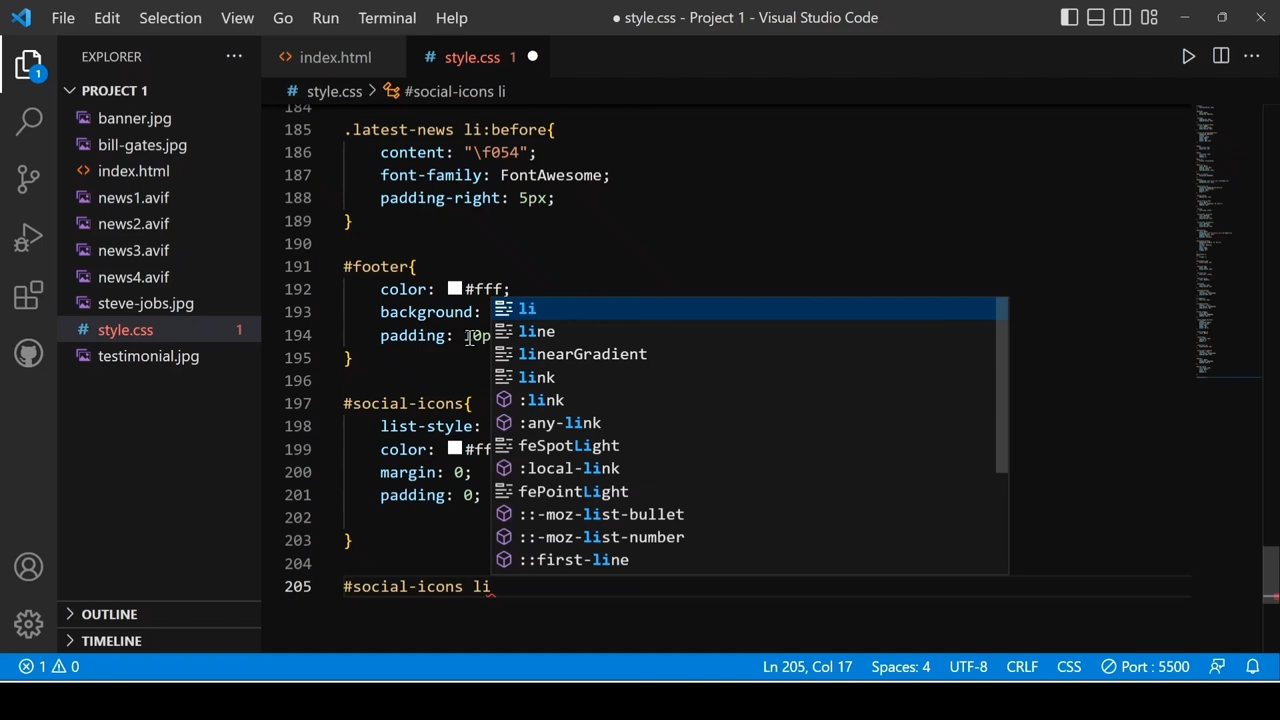 File Edit Selection View Go Run Terminal Help ● style.css - Project 1 - Visual Studio Code
EXPLORER ...
<> index.html # style.css 1
1
PROJECT 1
# style.css > #social-icons li
banner.jpg
bill-gates.jpg
<> index.html
news1.avif
news2.avif
news3.avif
news4.avif
steve-jobs.jpg
# style.css 1
testimonial.jpg
OUTLINE
TIMELINE
184
185 .latest-news li:before{
186 content: "\f054";
187 font-family: FontAwesome;
188 padding-right: 5px;
189 }
190
191 #footer{
192 color: #fff;
193 background:
194 padding: 0p
195 }
196
197 #social-icons{
198 list-style:
199 color: #ff
200 margin: 0;
201 padding: 0;
202
203 }
204
205 #social-icons li
li
line
linearGradient
link
:link
:any-link
feSpotLight
:local-link
fePointLight
::-moz-list-bullet
::-moz-list-number
::first-line
1 0 Ln 205, Col 17 Spaces: 4 UTF-8 CRLF CSS Port : 5500